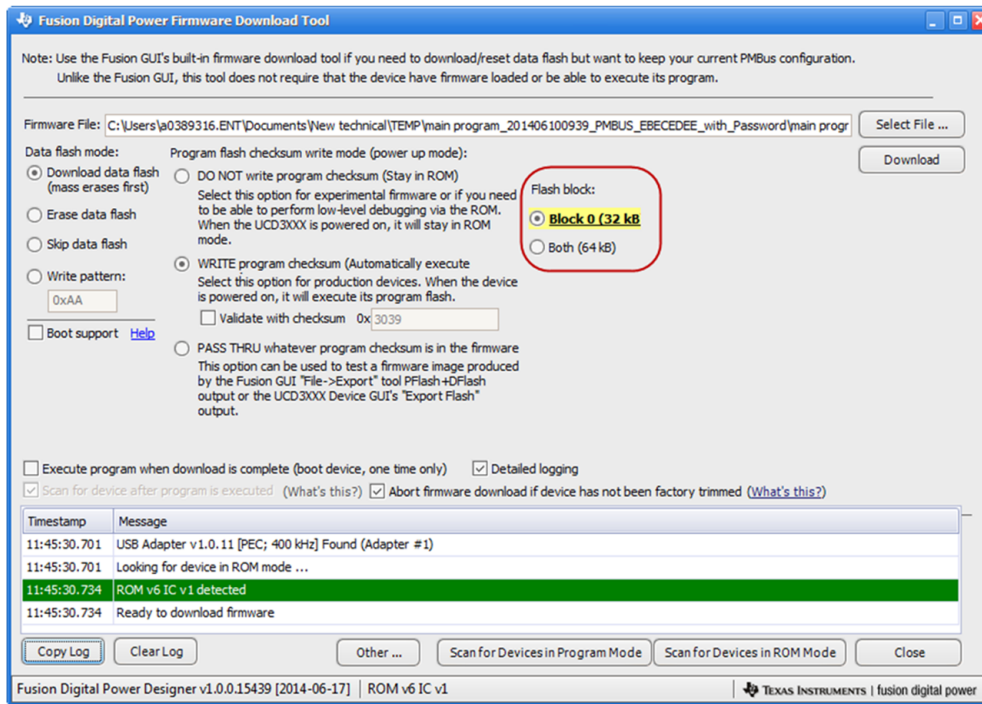 Fusion Digital Power Firmware Download Tool
Note: Use the Fusion GUI's built-in firmware download tool if you need to download/reset data flash but want to keep your current PMBus configuration.
Unlike the Fusion GUI, this tool does not require that the device have firmware loaded or be able to execute its program.
Firmware File: C:\Users\a0389316.ENT\Documents\New technical\TEMP\main program_201406100939_PMBUS_EBECEDEE_with_Password\main progr
Select File ...
Download
Data flash mode:
Download data flash
(mass erases first)
Erase data flash
Skip data flash
Write pattern:
0xAA
Boot support Help
Program flash checksum write mode (power up mode):
DO NOT write program checksum (Stay in ROM)
Select this option for experimental firmware or if you need
to be able to perform low-level debugging via the ROM.
When the UCD3XXX is powered on, it will stay in ROM
mode.
WRITE program checksum (Automatically execute
Select this option for production devices. When the device
is powered on, it will execute its program flash.
Validate with checksum 0x 3039
PASS THRU whatever program checksum is in the firmware
This option can be used to test a firmware image produced
by the Fusion GUI "File->Export" tool PFlash+DFlash
output or the UCD3XXX Device GUI's "Export Flash"
output.
Flash block:
Block 0 (32 kB
Both (64 kB)
Execute program when download is complete (boot device, one time only) Detailed logging
Scan for device after program is executed (What's this?) Abort firmware download if device has not been factory trimmed (What's this?)
Timestamp Message
11:45:30.701 USB Adapter v1.0.11 [PEC; 400 kHz] Found (Adapter #1)
11:45:30.701 Looking for device in ROM mode ...
11:45:30.734 ROM v6 IC v1 detected
11:45:30.734 Ready to download firmware
Copy Log Clear Log Other ... Scan for Devices in Program Mode Scan for Devices in ROM Mode Close
Fusion Digital Power Designer v1.0.0.15439 [2014-06-17] ROM v6 IC v1 TEXAS INSTRUMENTS | fusion digital power